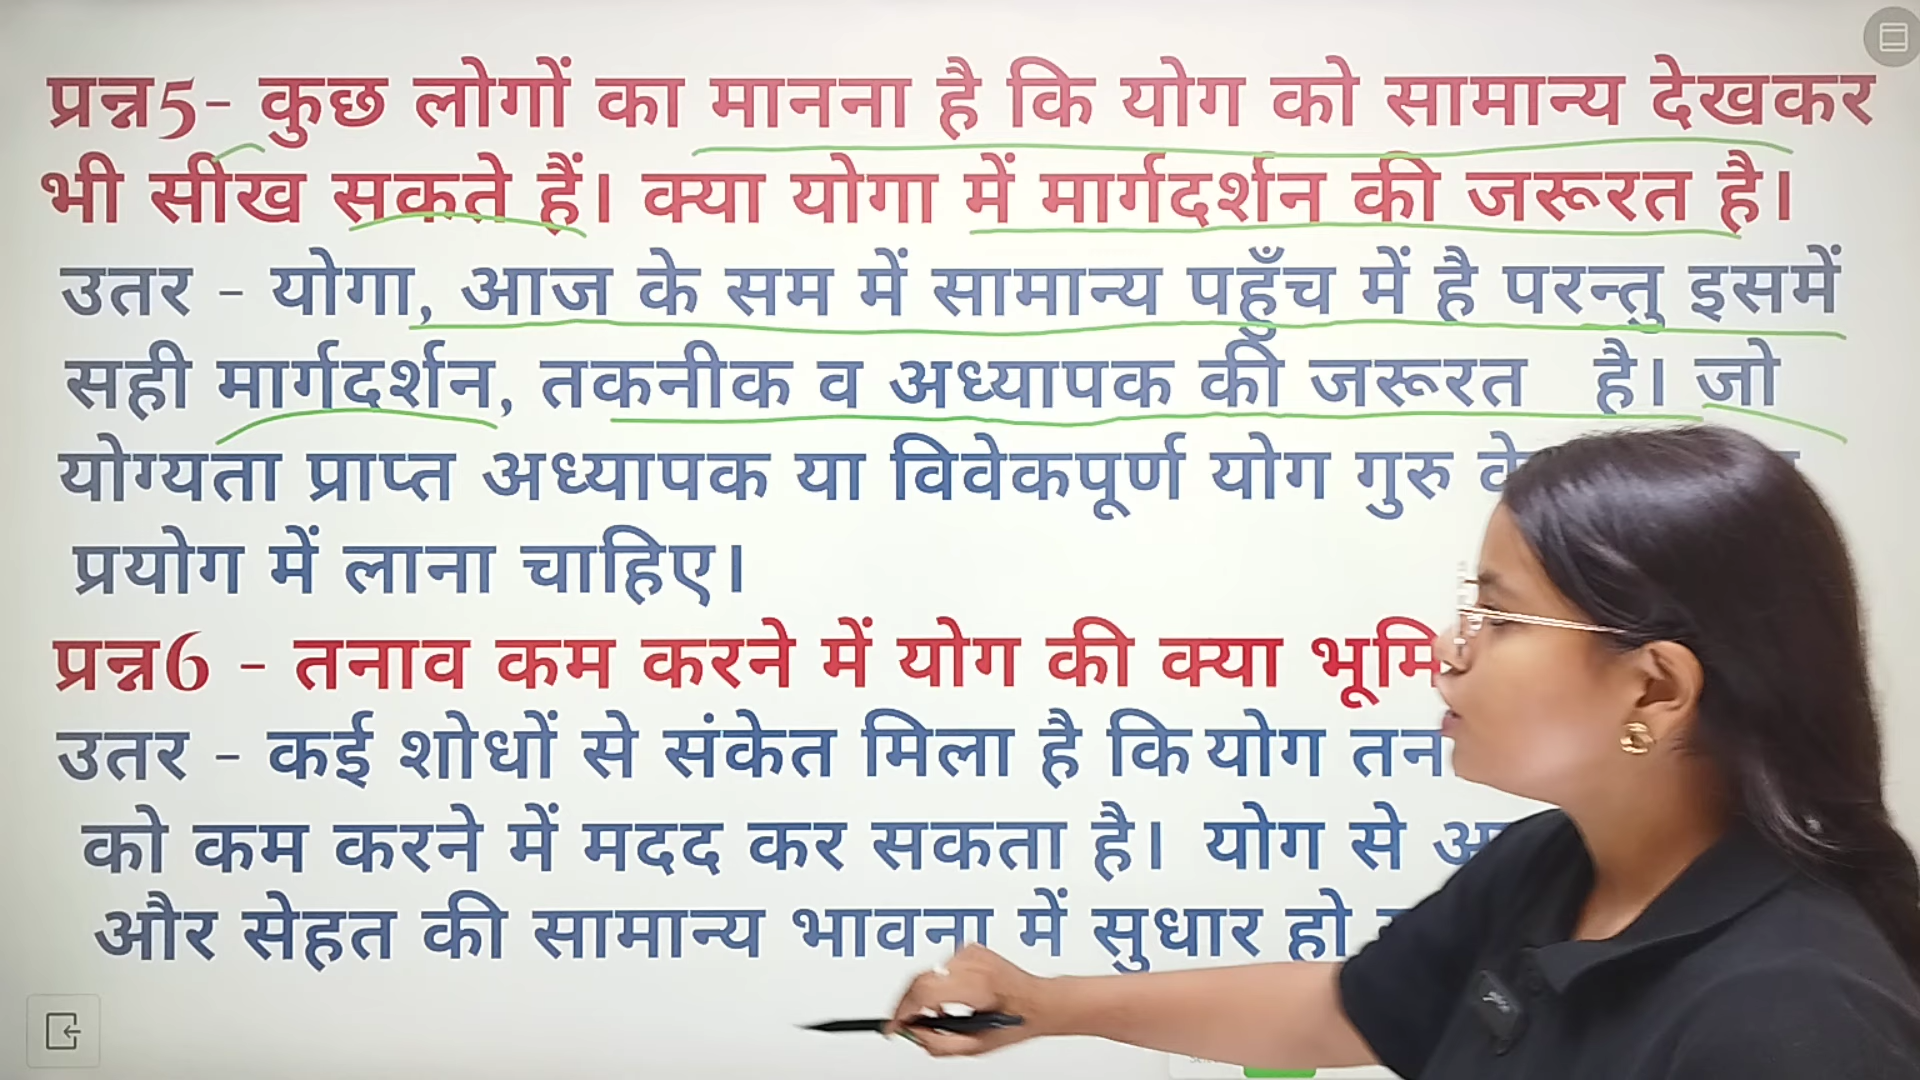 प्रन्न5- कुछ लोगों का मानना है कि योग को सामान्य देखकर
भी सीख सकते हैं। क्या योगा में मार्गदर्शन की जरूरत है।
उतर - योगा, आज के सम में सामान्य पहुँच में है परन्तु इसमें
सही मार्गदर्शन, तकनीक व अध्यापक की जरूरत है। जो
योग्यता प्राप्त अध्यापक या विवेकपूर्ण योग गुरु
प्रयोग में लाना चाहिए।
प्रन्न6 - तनाव कम करने में योग की क्या
उतर - कई शोधों से संकेत मिला है कि योग
को कम करने में मदद कर सकता है। योग से
और सेहत की सामान्य भावना में सुधार हो